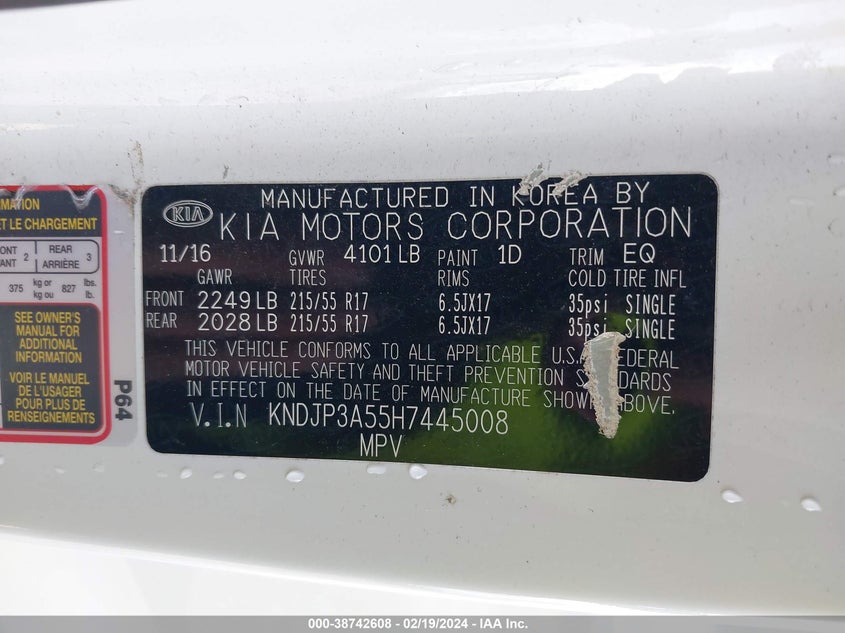 RMATION
ET LE CHARGEMENT
2 REAR 3
ARRIÈRE
375 kg or 827 lbs.
kg ou lb.
SEE OWNER'S
MANUAL FOR
ADDITIONAL
INFORMATION
VOIR LE MANUEL
DE L'USAGER
POUR PLUS DE
RENSEIGNEMENTS
P64
KIA
MANUFACTURED IN KOREA BY
KIA MOTORS CORPORATION
11/16 GVWR 4101 LB PAINT 1D TRIM EQ
GAWR TIRES RIMS COLD TIRE INFL
FRONT 2249 LB 215/55 R17 6.5JX17 35psi SINGLE
REAR 2028 LB 215/55 R17 6.5JX17 35psi SINGLE
THIS VEHICLE CONFORMS TO ALL APPLICABLE U.S. FEDERAL
MOTOR VEHICLE SAFETY AND THEFT PREVENTION STANDARDS
IN EFFECT ON THE DATE OF MANUFACTURE SHOWN ABOVE.
V.I.N KNDJP3A55H7445008
MPV
000-38742608 - 02/19/2024 - IAA Inc.